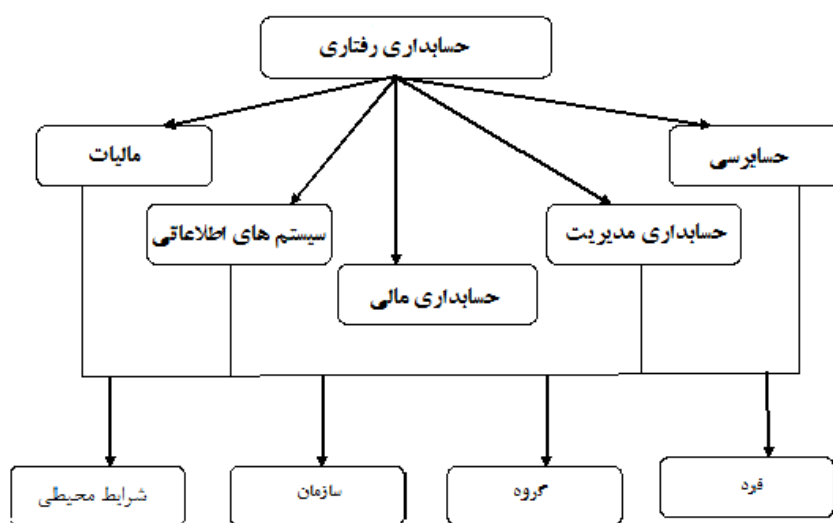 حسابداری رفتاری
حسابرسی
مالیات
حسابداری مدیریت
سیستم های اطلاعاتی
حسابداری مالی
فرد
گروه
سازمان
شرایط محیطی